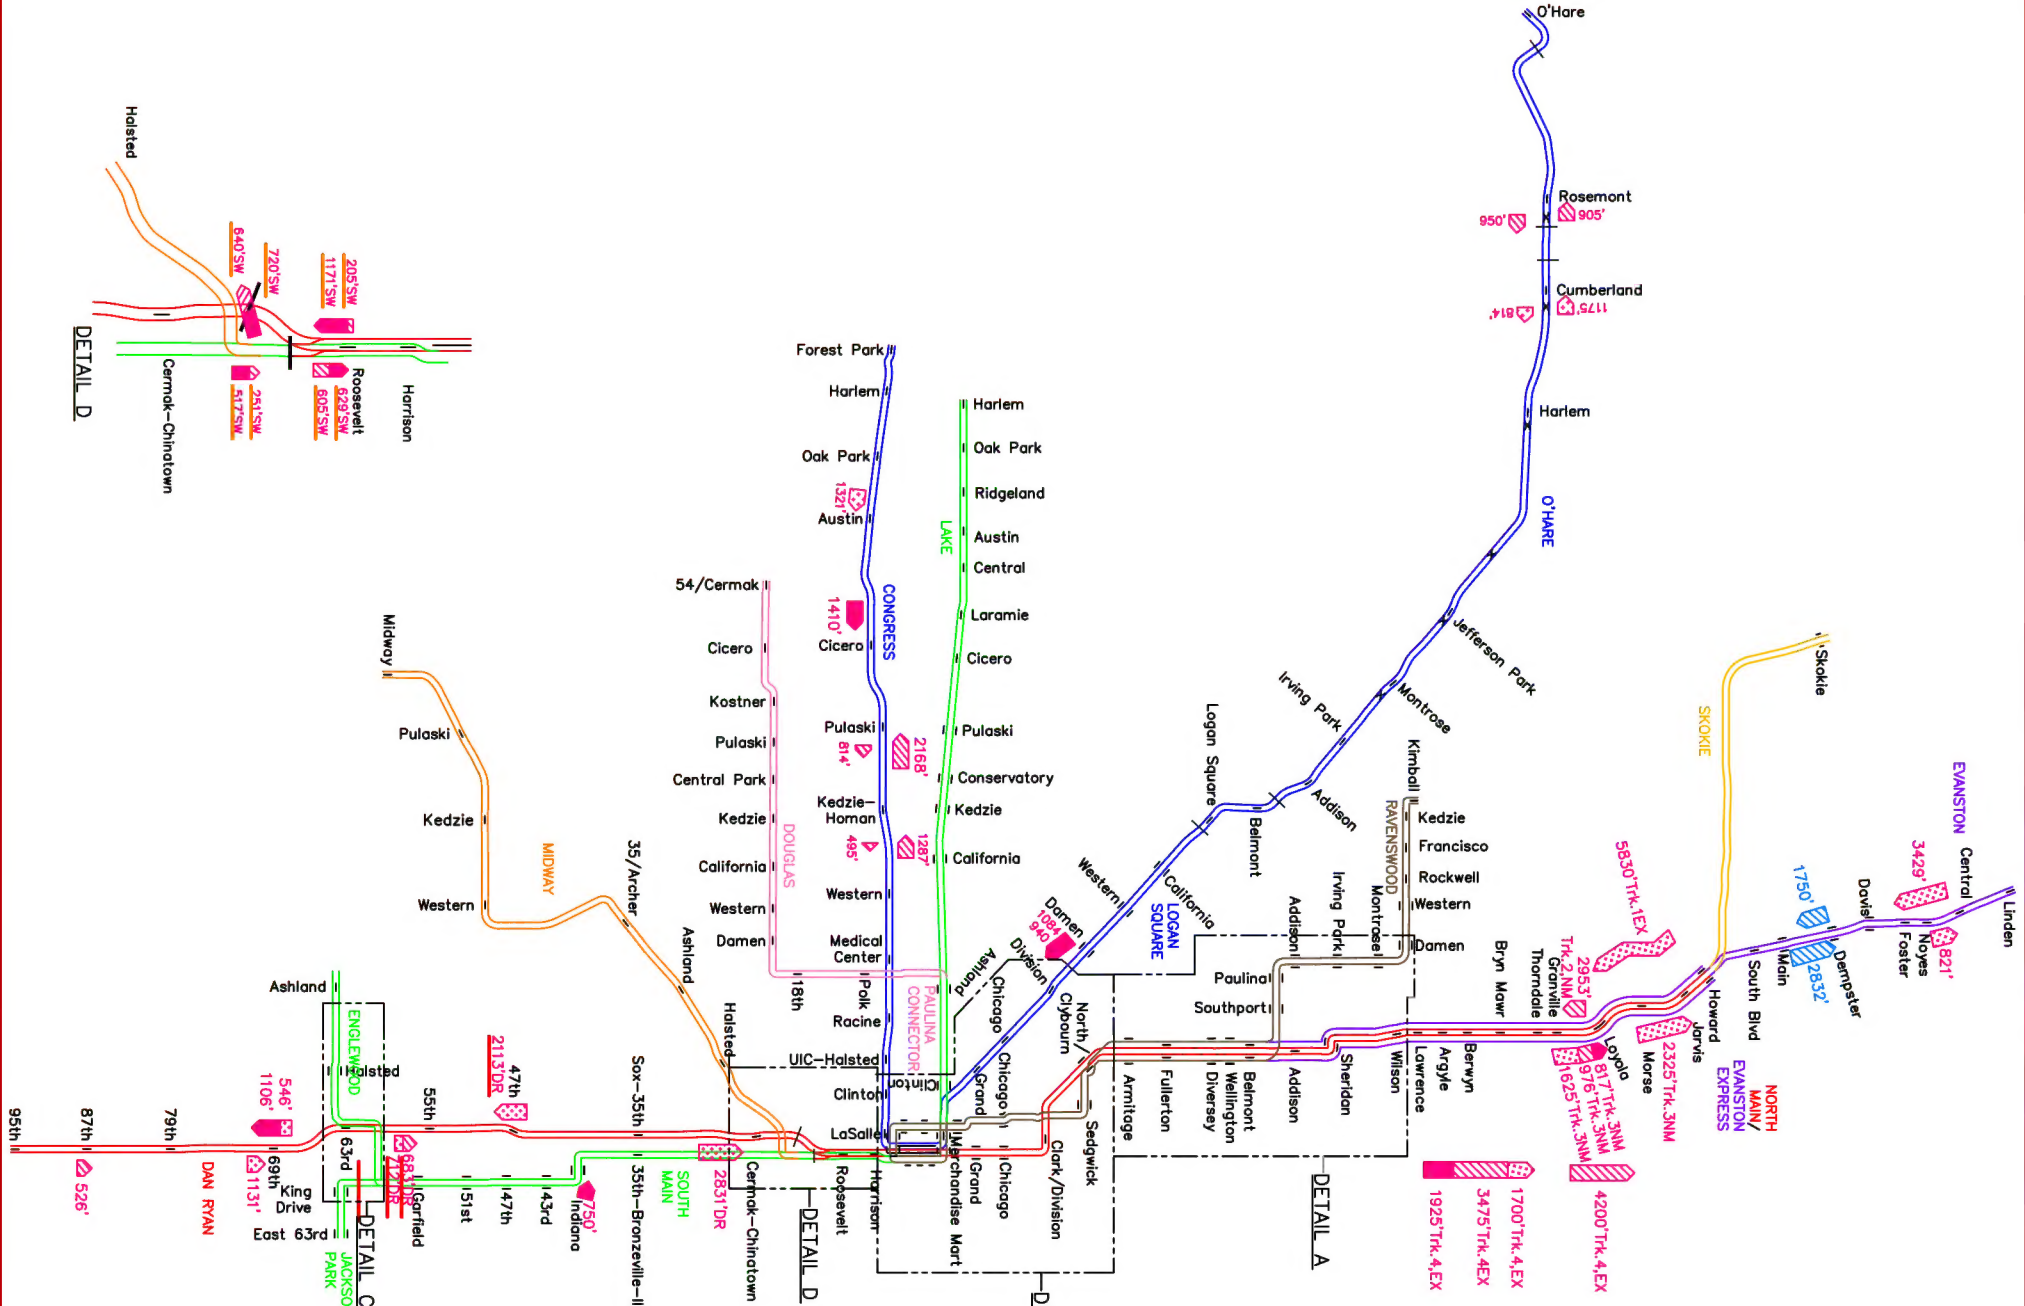 O'Hare
Rosemont
905'
950'
Cumberland
1175'
814'
Harlem
O'HARE
Jefferson Park
Montrose
Irving Park
Addison
Logan Square
Belmont
California
Western
LOGAN
SQUARE
Damen
1084
940
Division
Chicago
Chicago
Grand
Clinton
Forest Park
Harlem
Oak Park
1321'
Austin
CONGRESS
1410'
Cicero
Pulaski
814'
2168'
Kedzie-
Homan
495'
1287'
Western
Medical
Center
Racine
UIC-Halsted
Clinton
LaSalle
Harlem
Oak Park
Ridgeland
LAKE
Austin
Central
Laramie
Cicero
Pulaski
Conservatory
Kedzie
California
Ashland
54/Cermak
Cicero
Kostner
Pulaski
Central Park
Kedzie
DOUGLAS
California
Western
Damen
18th
Polk
PAULINA
CONNECTOR
Midway
Pulaski
Kedzie
MIDWAY
Western
35/Archer
Ashland
Halsted
Kimball
RAVENSWOOD
Kedzie
Francisco
Rockwell
Western
Damen
Montrose
Irving Park
Addison
Paulina
Southport
Skokie
SKOKIE
EVANSTON
Linden
Central
3429'
Noyes
Foster
821'
Davis
1750'
Dempster
2832'
Main
South Blvd
Howard
5830'Trk.1EX
2953'
Trk.2,NM
Jarvis
2325'Trk.3NM
Morse
Loyola
817'Trk.3NM
976'Trk.3NM
1625'Trk.3NM
NORTH
MAIN/
EVANSTON/
EVANSTON
EXPRESS
Granville
Thorndale
Bryn Mawr
Berwyn
Argyle
Lawrence
Wilson
Sheridan
Addison
Belmont
Wellington
Diversey
Fullerton
Armitage
North/
Clybourn
Sedgwick
Clark/Division
Chicago
Grand
Merchandise Mart
Harrison
Roosevelt
4200'Trk.4,EX
1700'Trk.4,EX
3475'Trk.4EX
1925'Trk.4,EX
DETAIL A
DETAIL D
Cermak-Chinatown
2831'DR
SOUTH
MAIN
Sox-35th
35th-Bronzeville-II
Indiana
750'
43rd
47th
51st
Garfield
47th
2113'DR
55th
683'DR
Ashland
ENGLEWOOD
Halsted
63rd
King
Drive
East 63rd
JACKSO
PARK
DETAIL C
546'
1106'
69th
1131'
DAN RYAN
79th
87th
526'
95th
Halsted
640'SW
720'SW
205'SW
1171'SW
Roosevelt
629'SW
605'SW
251'SW
517'SW
Harrison
Cermak-Chinatown
DETAIL D